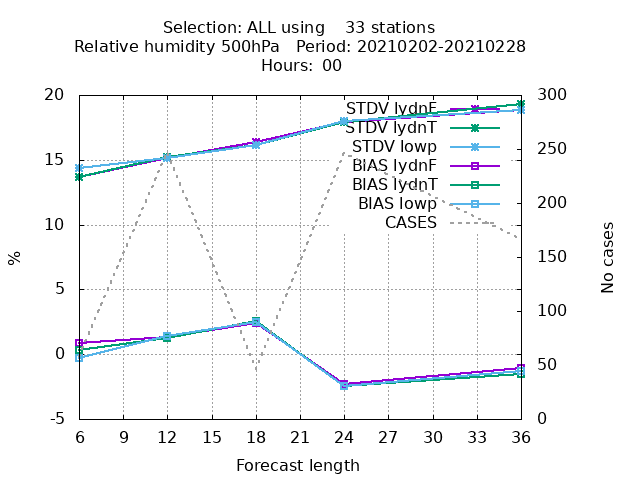 Selection: ALL using    33 stations
Relative humidity 500hPa   Period: 20210202-20210228
Hours: 00
STDV lydnF
STDV lydnT
STDV lowp
BIAS lydnF
BIAS lydnT
BIAS lowp
CASES
20
15
10
5
0
-5
%
300
250
200
150
100
50
0
No cases
6 9 12 15 18 21 24 27 30 33 36
Forecast length